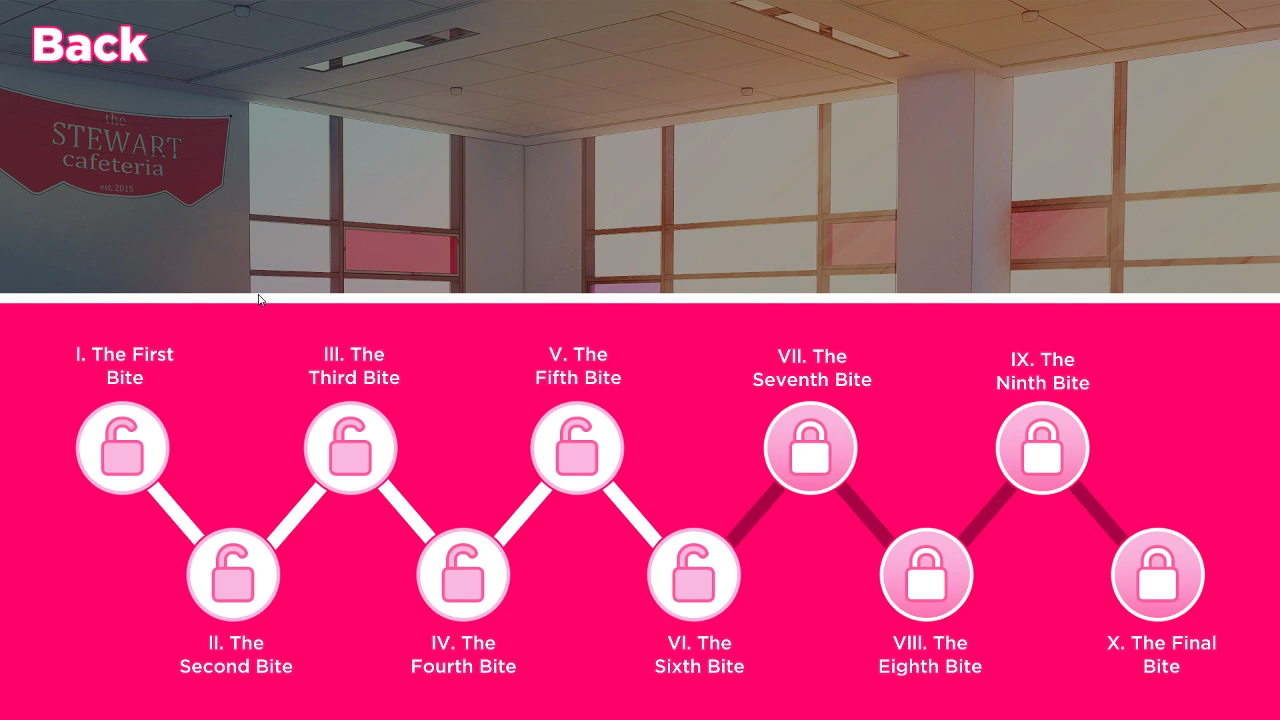 Back
the
STEWART
cafeteria
est, 2015
I. The First
Bite
III. The
Third Bite
V. The
Fifth Bite
VII. The
Seventh Bite
IX. The
Ninth Bite
II. The
Second Bite
IV. The
Fourth Bite
VI. The
Sixth Bite
VIII. The
Eighth Bite
X. The Final
Bite